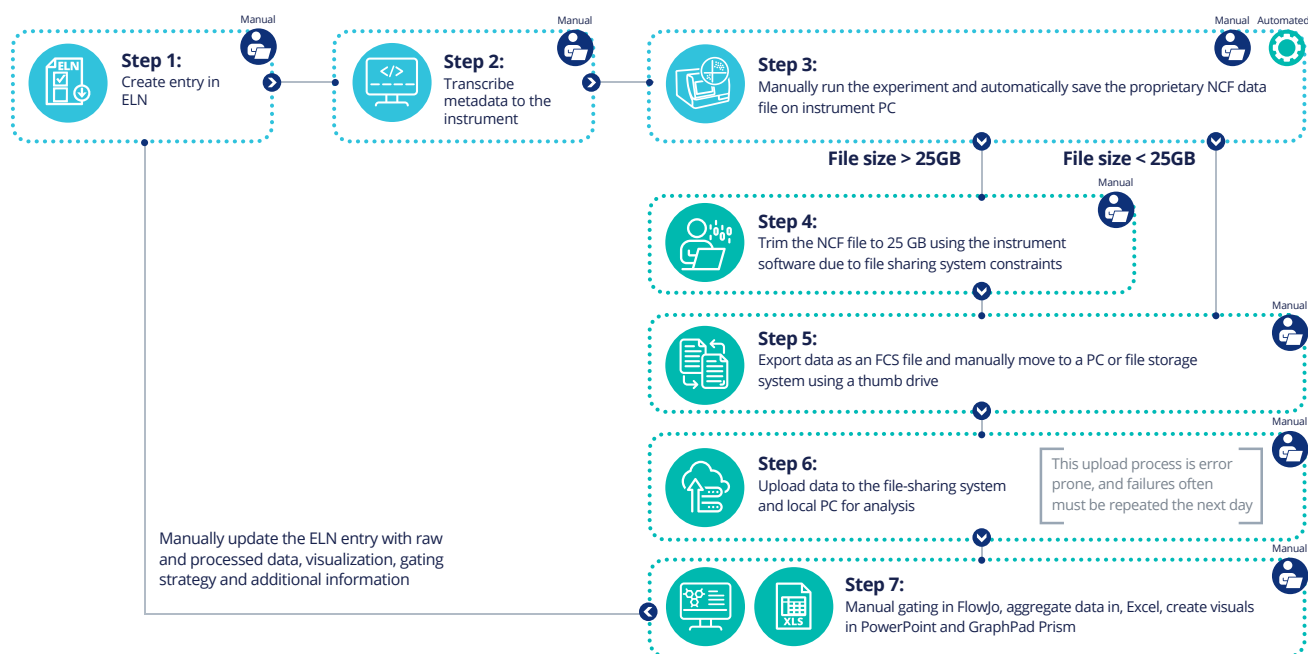 Manual
Step 1:
Create entry in
ELN
ELN
Manual
Step 2:
Transcribe
metadata to the
instrument
</>
Manual Automated
Step 3:
Manually run the experiment and automatically save the proprietary NCF data
file on instrument PC
File size > 25GB
File size < 25GB
Manual
Step 4:
Trim the NCF file to 25 GB using the instrument
software due to file sharing system constraints
Manual
Step 5:
Export data as an FCS file and manually move to a PC or file storage
system using a thumb drive
Manual
Step 6:
Upload data to the file-sharing system
and local PC for analysis
This upload process is error
prone, and failures often
must be repeated the next day
Manual
Step 7:
Manual gating in FlowJo, aggregate data in, Excel, create visuals
in PowerPoint and GraphPad Prism
XLS
Manually update the ELN entry with raw
and processed data, visualization, gating
strategy and additional information